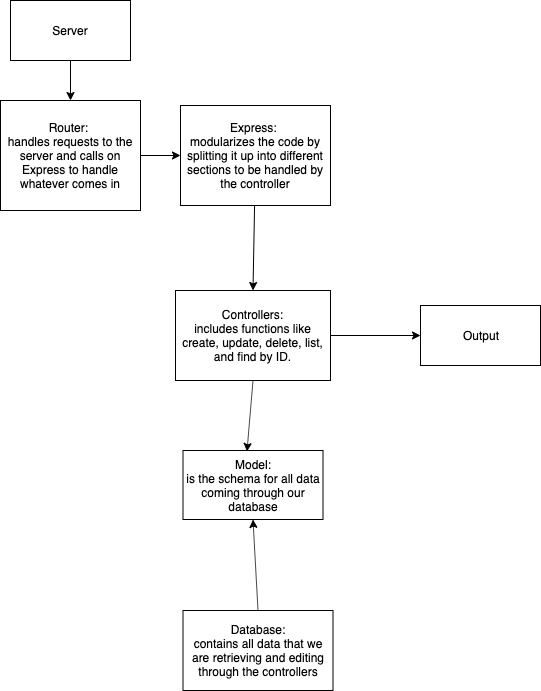 Server
Router:
handles requests to the
server and calls on
Express to handle
whatever comes in
Express:
modularizes the code by
splitting it up into different
sections to be handled by
the controller
Controllers:
includes functions like
create, update, delete, list,
and find by ID.
Output
Model:
is the schema for all data
coming through our
database
Database:
contains all data that we
are retrieving and editing
through the controllers